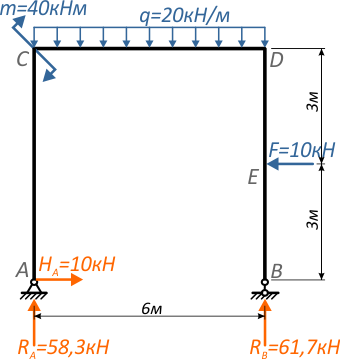 m=40кНм
q=20кН/м
C
D
3м
F=10кН
E
3м
A
H_A=10кН
B
6м
R_A=58,3кН
R_B=61,7кН